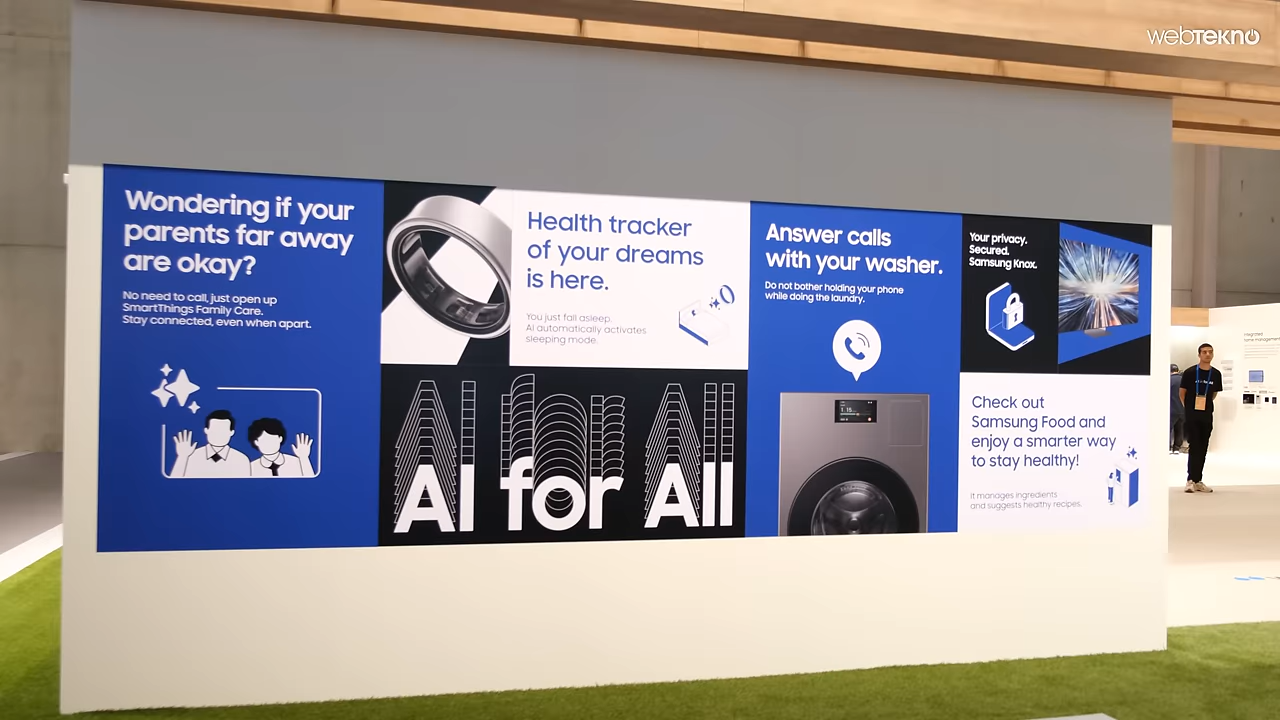 webtekno
Wondering if your
parents far away
are okay?
No need to call, just open up
SmartThings Family Care.
Stay connected, even when apart.
Health tracker
of your dreams
is here.
You just fall asleep.
AI automatically activates
sleeping mode.
AI for All
Answer calls
with your washer.
Do not bother holding your phone
while doing the laundry.
Your privacy.
Secured.
Samsung Knox.
Check out
Samsung Food and
enjoy a smarter way
to stay healthy!
It manages ingredients
and suggests healthy recipes.